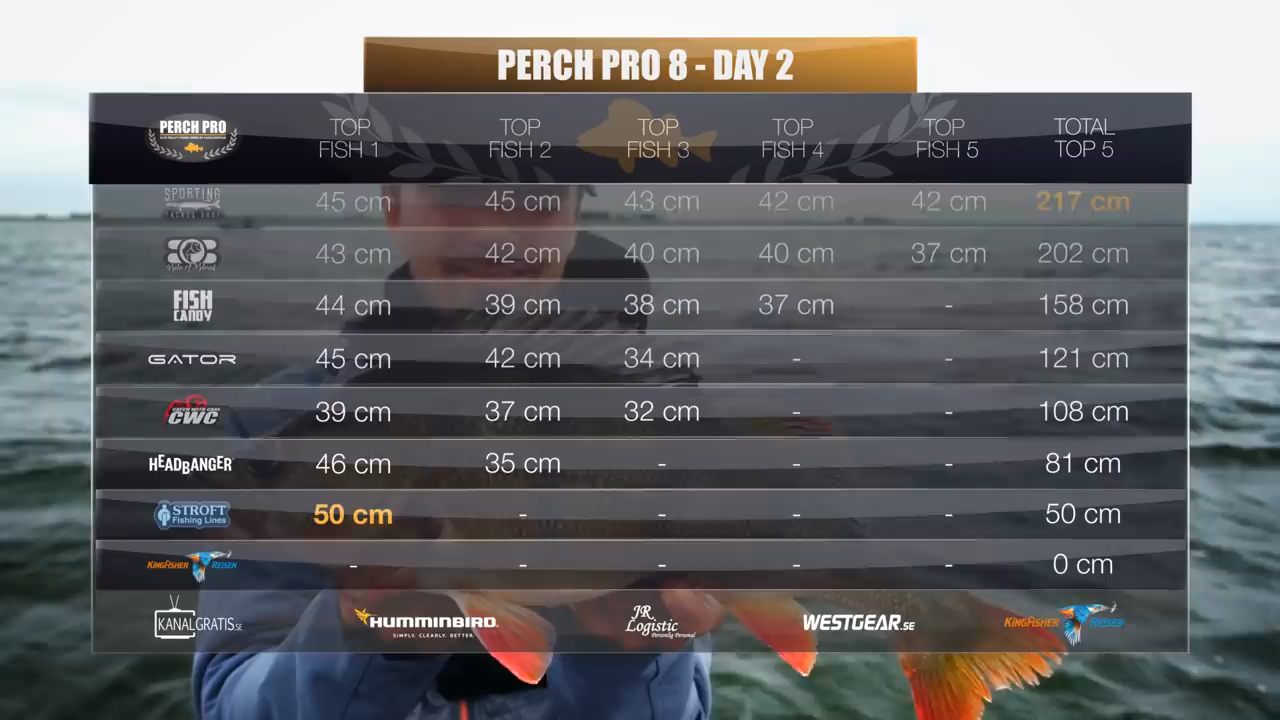 PERCH PRO 8 - DAY 2
PERCH PRO
TOP FISH 1
TOP FISH 2
TOP FISH 3
TOP FISH 4
TOP FISH 5
TOTAL TOP 5
SPORTING 45 cm 45 cm 43 cm 42 cm 42 cm 217 cm
43 cm 42 cm 40 cm 40 cm 37 cm 202 cm
FISH CANDY 44 cm 39 cm 38 cm 37 cm - 158 cm
GATOR 45 cm 42 cm 34 cm - - 121 cm
CATCH WITH CARE CWC 39 cm 37 cm 32 cm - - 108 cm
HEADBANGER 46 cm 35 cm - - - 81 cm
STROFT Fishing Lines 50 cm - - - - 50 cm
KINGFISHER REISEN - - - - - 0 cm
KANALGRATIS.SE
HUMMINBIRD.
SIMPLY. CLEARLY. BETTER.
JR. Logistic
Personlig Personal
WESTGEAR.SE
KINGFISHER REISEN